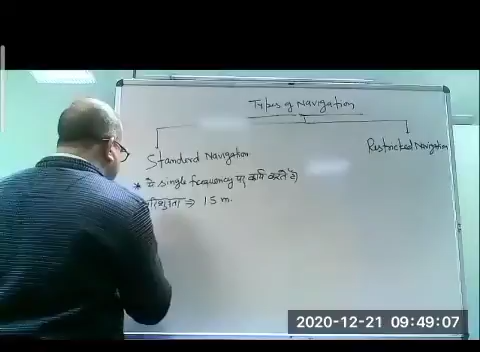 Types of Navigation
Standard Navigation
Restricked Navigation
* ये single frequency पर कार्य करते है।
परिशुद्धता ⇒ 15 m.
2020-12-21 09:49:07